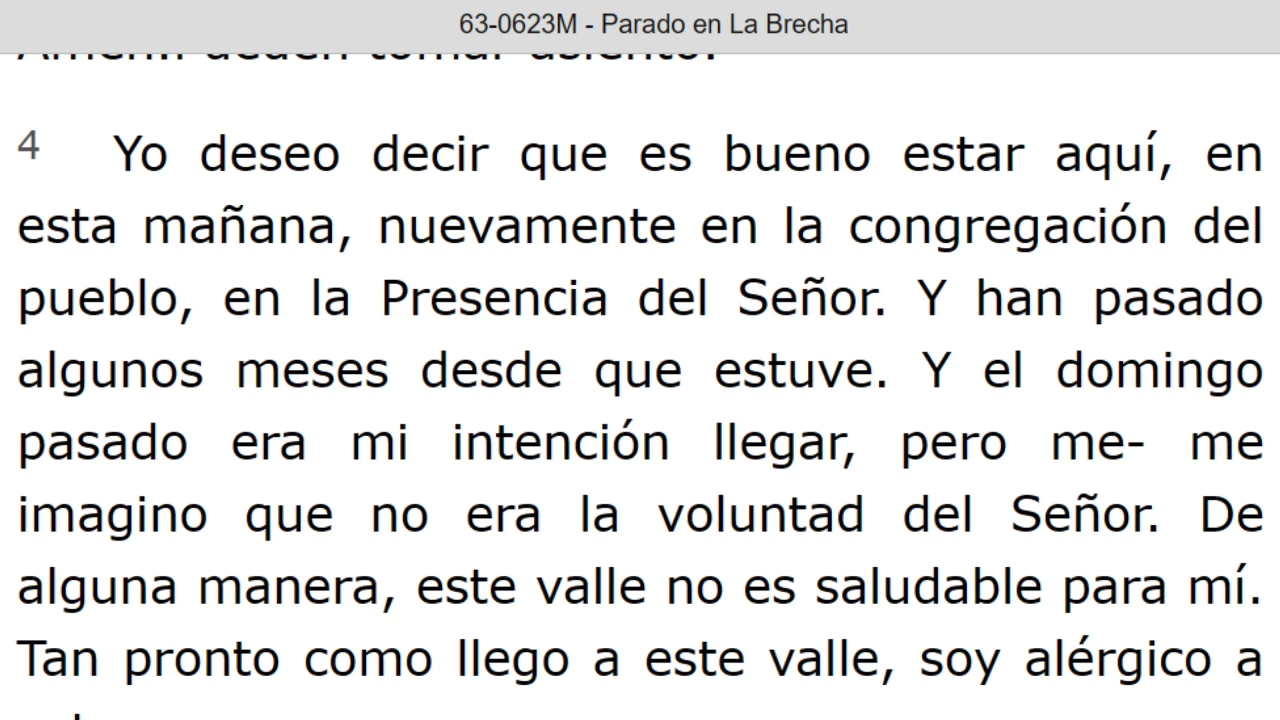 63-0623M - Parado en La Brecha
tomar asiento.
4 Yo deseo decir que es bueno estar aquí, en
esta mañana, nuevamente en la congregación del
pueblo, en la Presencia del Señor. Y han pasado
algunos meses desde que estuve. Y el domingo
pasado era mi intención llegar, pero me- me
imagino que no era la voluntad del Señor. De
alguna manera, este valle no es saludable para mí.
Tan pronto como llego a este valle, soy alérgico a